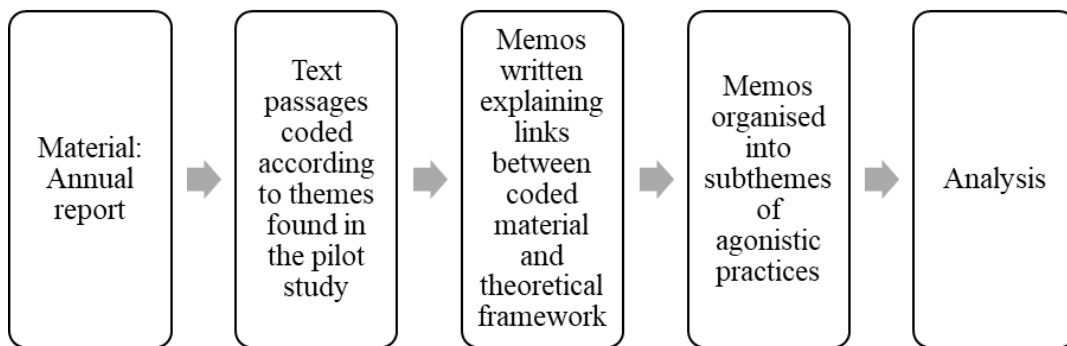 Material:
Annual
report
Text
passages
coded
according
to themes
found in
the pilot
study
Memos
written
explaining
links
between
coded
material
and
theoretical
framework
Memos
organised
into
subthemes
of
agonistic
practices
Analysis